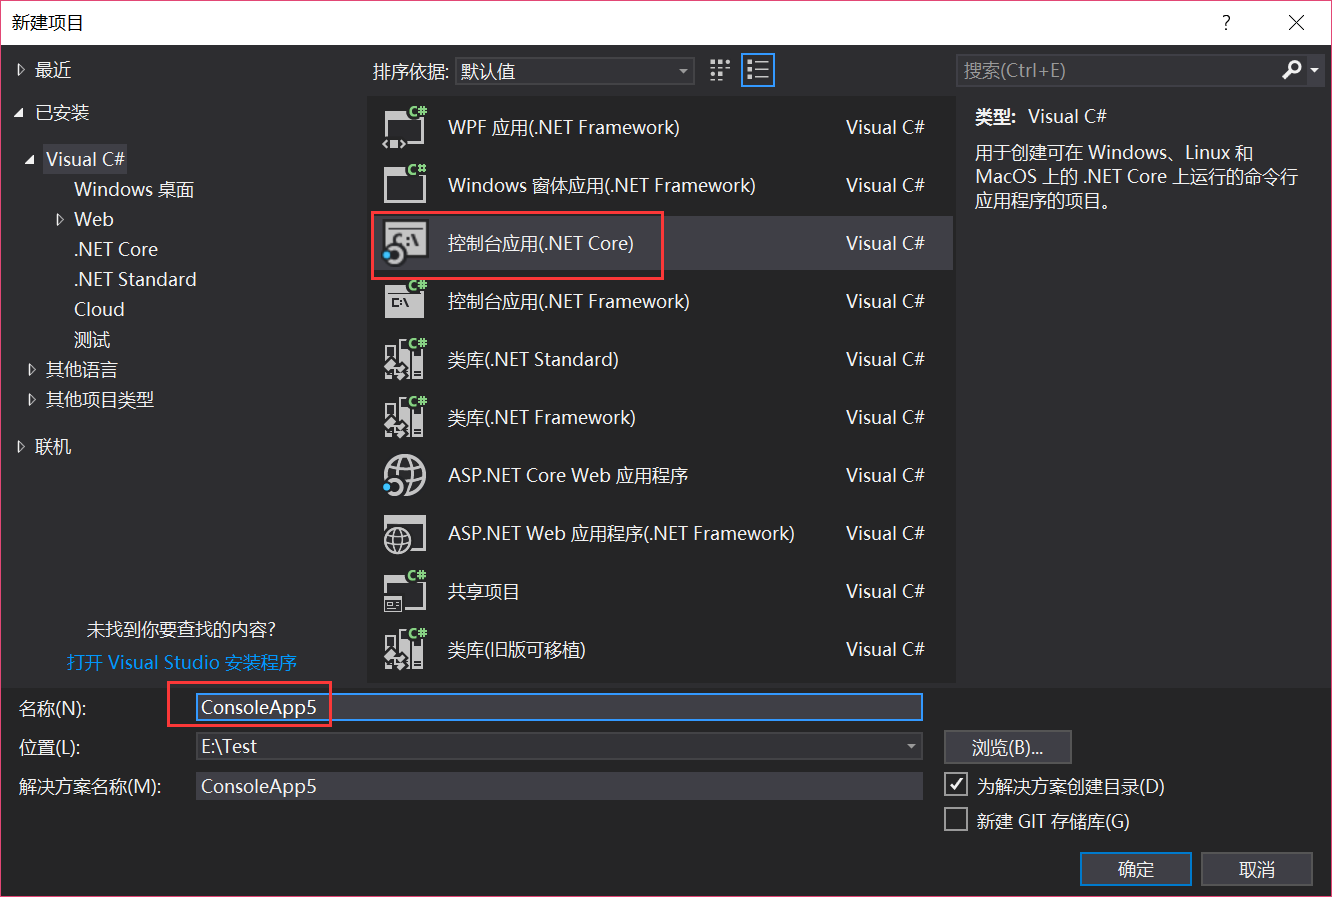 新建项目
?
最近
已安装
Visual C#
Windows 桌面
Web
.NET Core
.NET Standard
Cloud
测试
其他语言
其他项目类型
联机
未找到你要查找的内容?
打开 Visual Studio 安装程序
排序依据: 默认值
C#
WPF 应用(.NET Framework) Visual C#
C#
Windows 窗体应用(.NET Framework) Visual C#
C:\
控制台应用(.NET Core) Visual C#
C#
C:\
控制台应用(.NET Framework) Visual C#
C#
类库(.NET Standard) Visual C#
C#
类库(.NET Framework) Visual C#
ASP.NET Core Web 应用程序 Visual C#
ASP.NET Web 应用程序(.NET Framework) Visual C#
C#
共享项目 Visual C#
C#
类库(旧版可移植) Visual C#
搜索(Ctrl+E)
类型: Visual C#
用于创建可在 Windows、Linux 和
MacOS 上的 .NET Core 上运行的命令行
应用程序的项目。
名称(N): ConsoleApp5
位置(L): E:\Test
浏览(B)...
解决方案名称(M): ConsoleApp5
为解决方案创建目录(D)
新建 GIT 存储库(G)
确定
取消